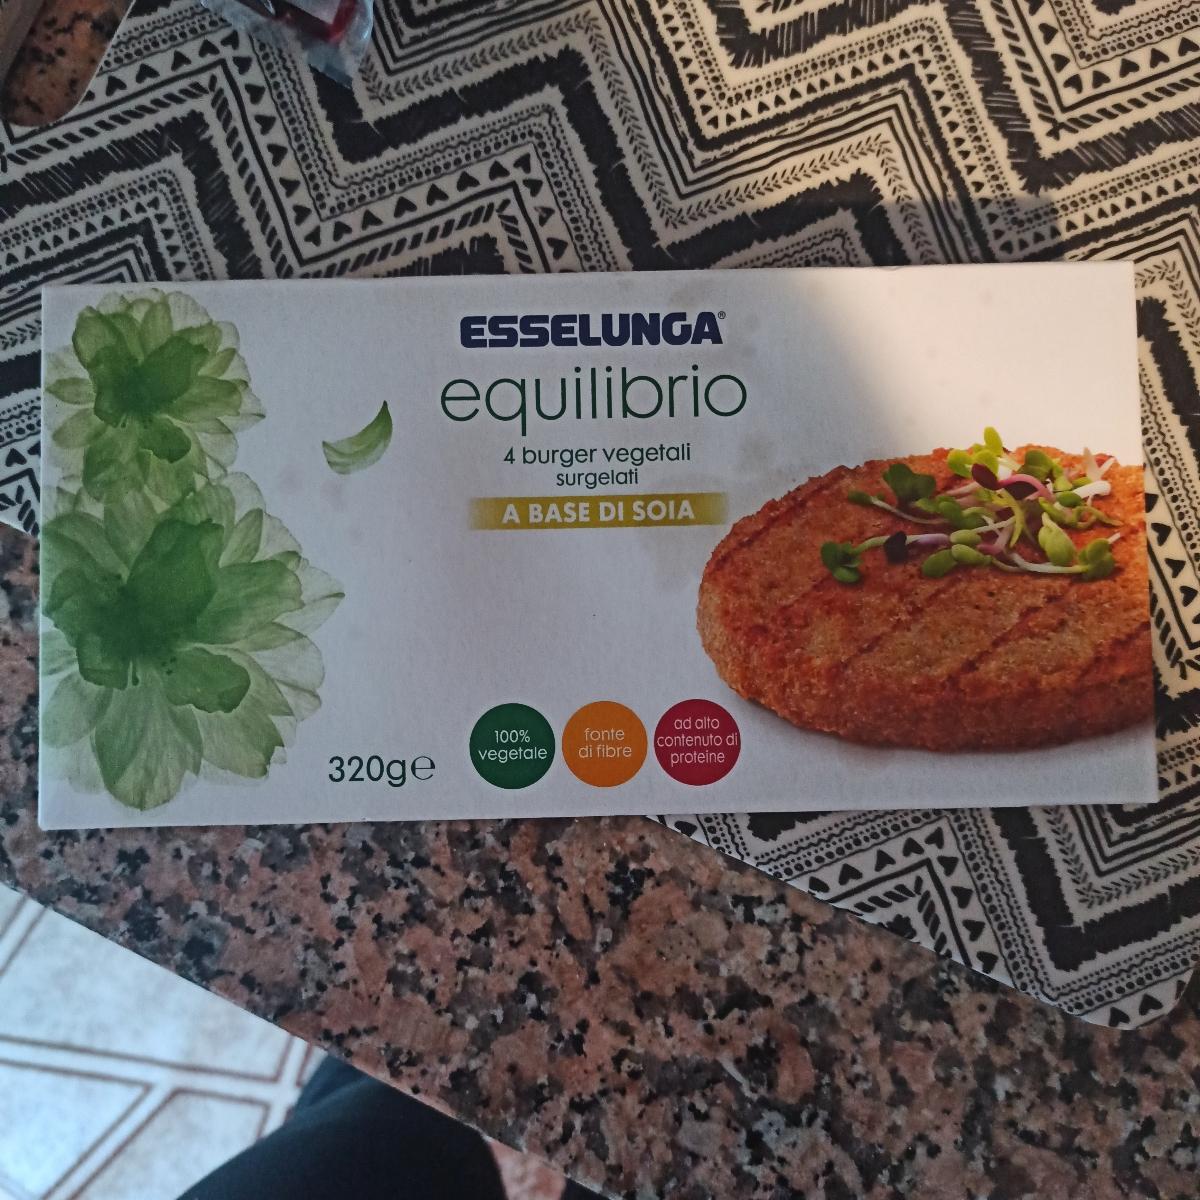 ESSELUNGA®
equilibrio
4 burger vegetali
surgelati
A BASE DI SOIA
320g℮
100%
vegetale
fonte
di fibre
ad alto
contenuto di
proteine